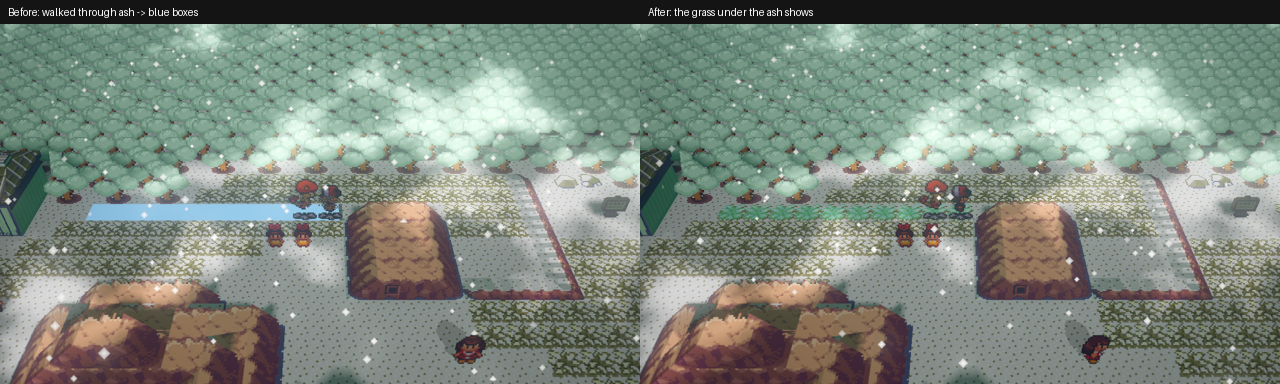 Before: walked through ash -> blue boxes
After: the grass under the ash shows